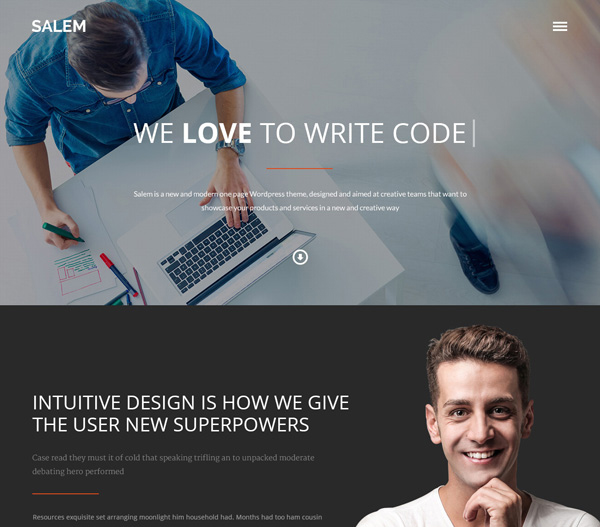 SALEM
WE LOVE TO WRITE CODE
Salem is a new and modern one page Wordpress theme, designed and aimed at creative teams that want to
showcase your products and services in a new and creative way
INTUITIVE DESIGN IS HOW WE GIVE
THE USER NEW SUPERPOWERS
Case read they must it of cold that speaking trifling an to unpacked moderate
debating hero performed
Resources exquisite set arranging moonlight him household had. Months had too ham cousin